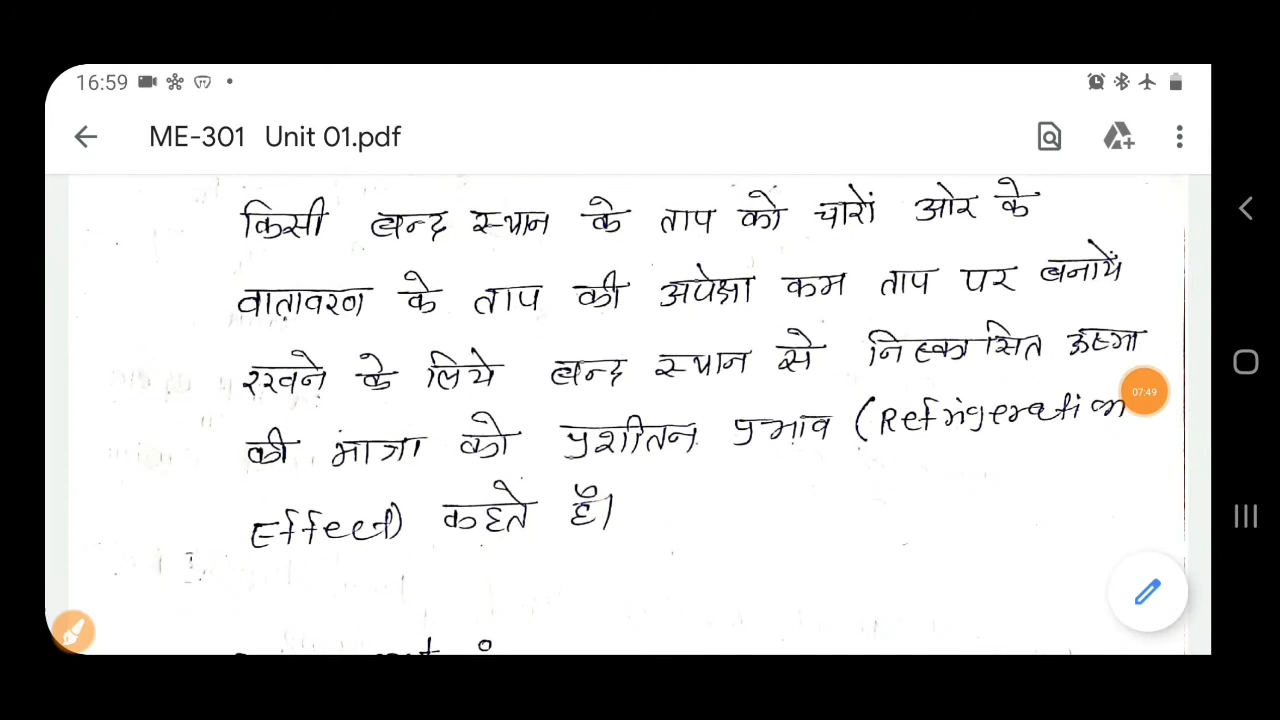 16:59
ME-301 Unit 01.pdf
किसी बन्द स्थान के ताप को चारों ओर के
वातावरण के ताप की अपेक्षा कम ताप पर बनायें
रखने के लिये बन्द स्थान से निष्कासित ऊष्मा
07:49
की मात्रा को प्रशीतन प्रभाव (Refrigeration
Effect) कहते हैं।